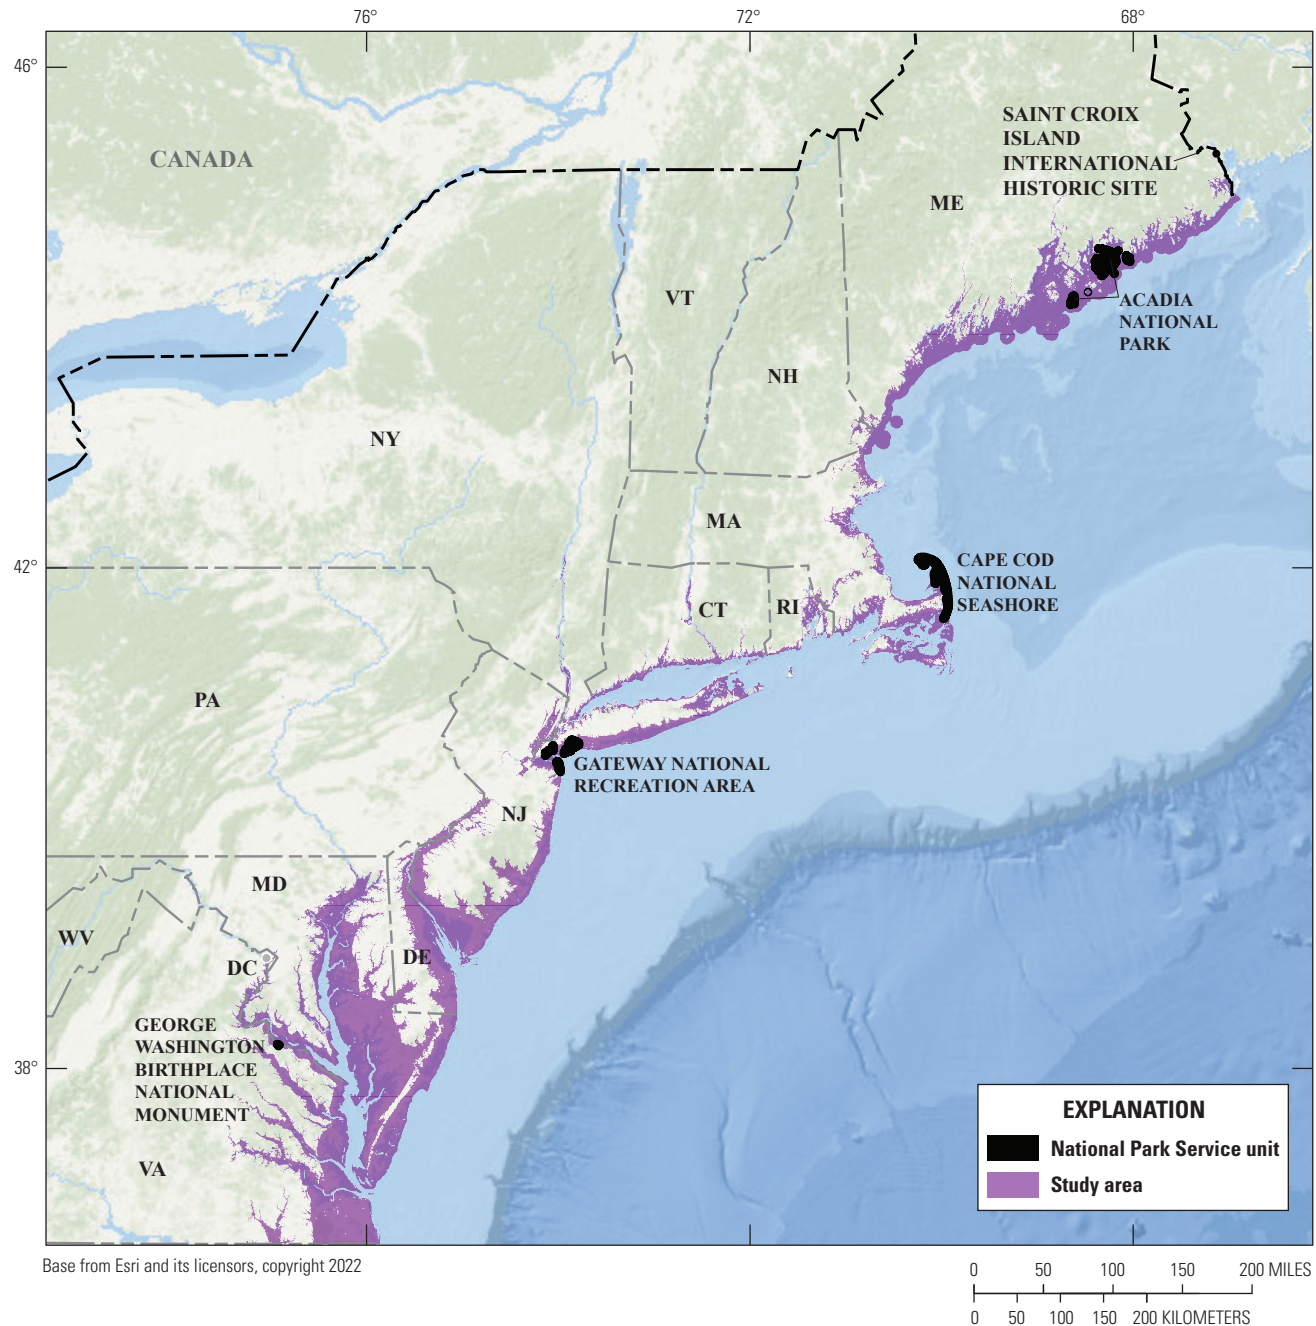 76°
72°
68°
46°
CANADA
SAINT CROIX
ISLAND
INTERNATIONAL
HISTORIC SITE
ME
VT
ACADIA
NATIONAL
PARK
NH
NY
MA
42°
CAPE COD
NATIONAL
SEASHORE
CT
RI
PA
GATEWAY NATIONAL
RECREATION AREA
NJ
MD
WV
DC
DE
GEORGE
WASHINGTON
BIRTHPLACE
NATIONAL
MONUMENT
38°
VA
EXPLANATION
National Park Service unit
Study area
Base from Esri and its licensors, copyright 2022
0 50 100 150 200 MILES
0 50 100 150 200 KILOMETERS